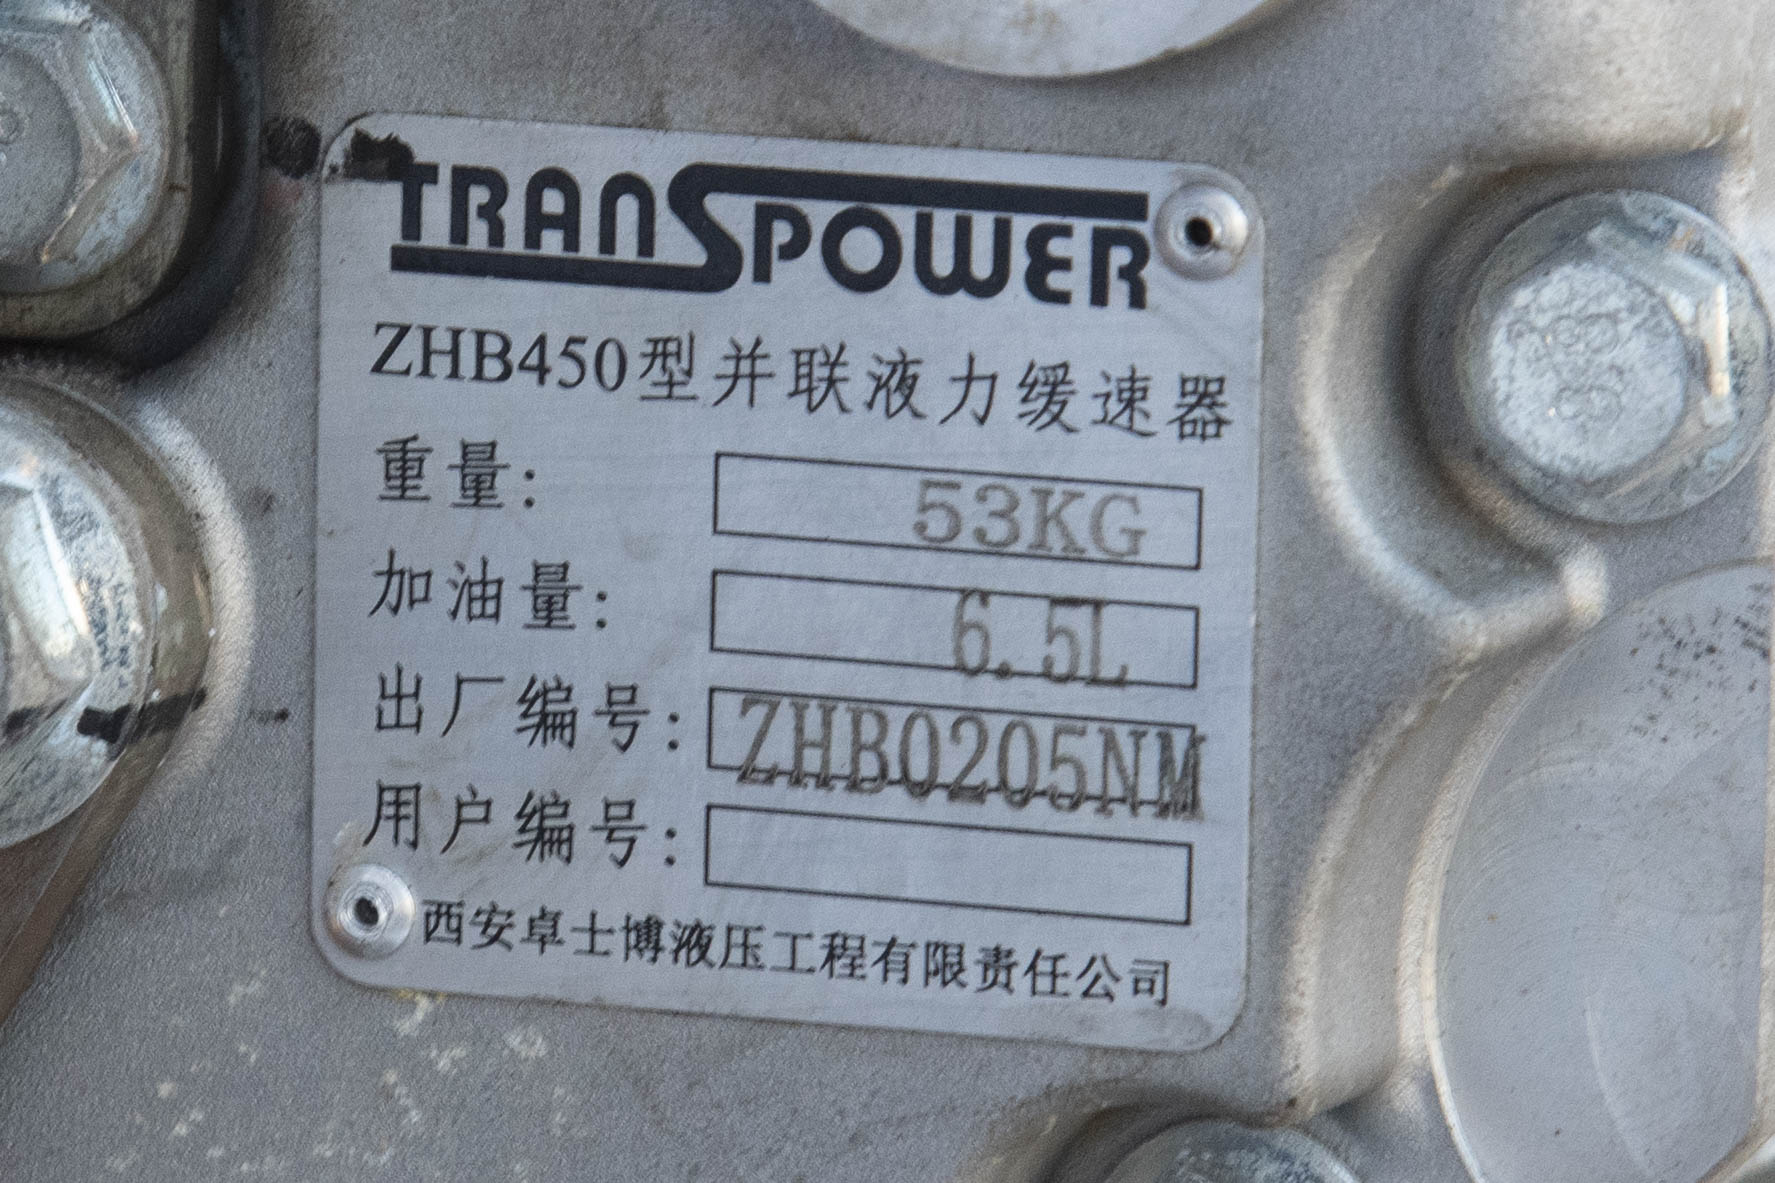 TRANSPOWER
ZHB450型并联液力缓速器
重量: 53KG
加油量: 6.5L
出厂编号: ZHB0205NM
用户编号:
西安卓士博液压工程有限责任公司